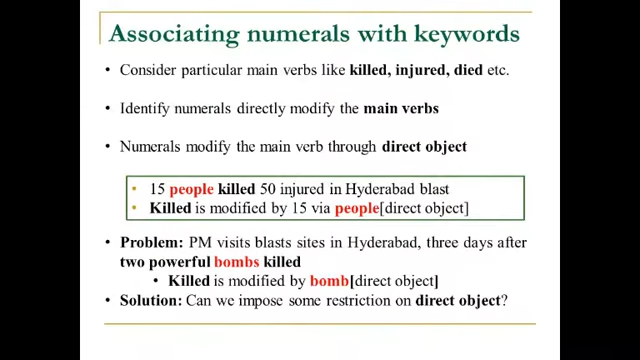 Associating numerals with keywords
• Consider particular main verbs like killed, injured, died etc.
• Identify numerals directly modify the main verbs
• Numerals modify the main verb through direct object
• 15 people killed 50 injured in Hyderabad blast
• Killed is modified by 15 via people[direct object]
• Problem: PM visits blasts sites in Hyderabad, three days after
two powerful bombs killed
• Killed is modified by bomb[direct object]
• Solution: Can we impose some restriction on direct object?